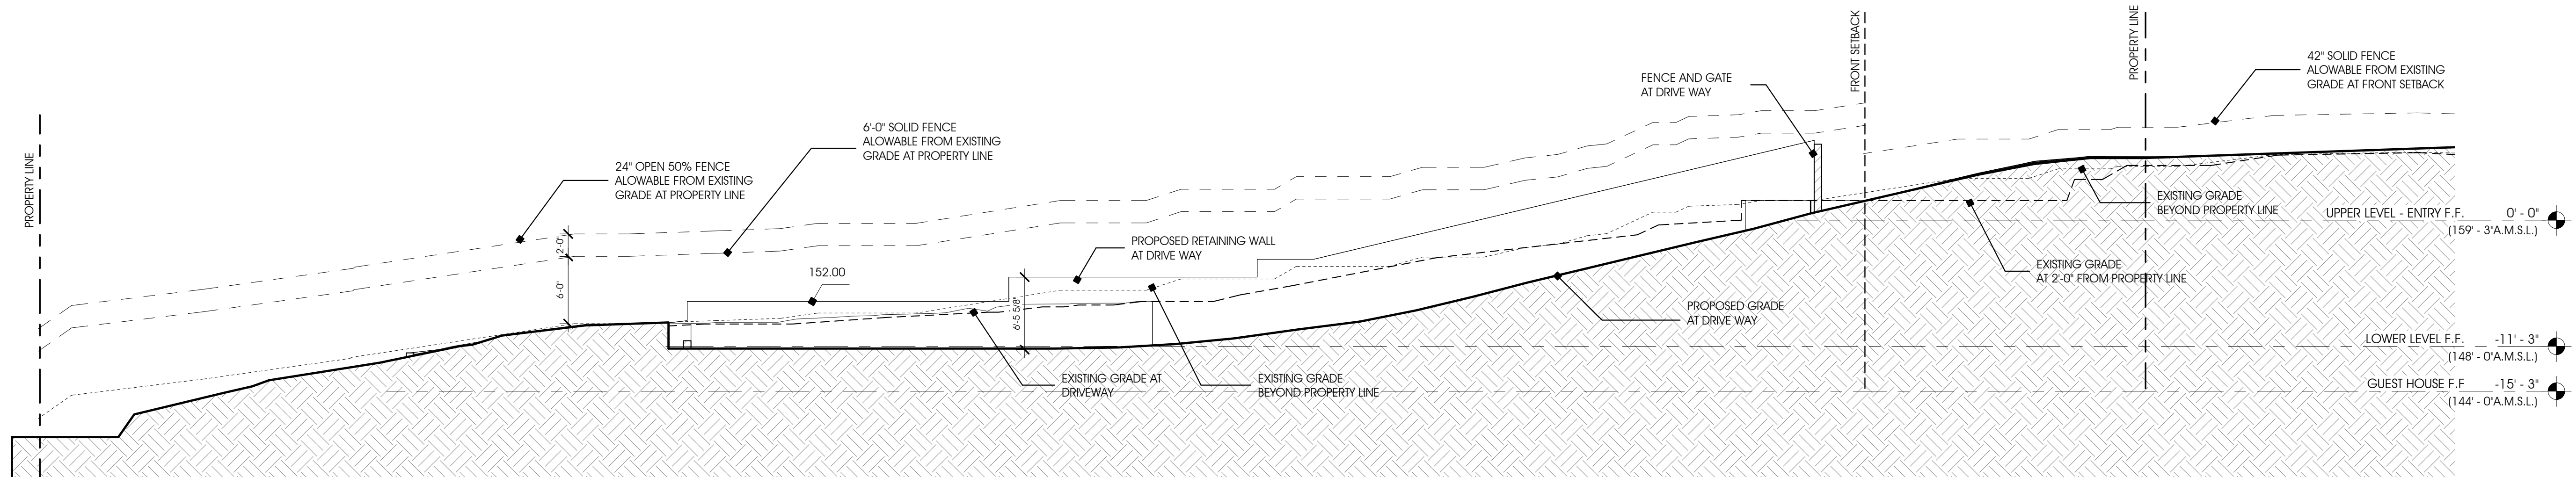 PROPERTY LINE
24" OPEN 50% FENCE
ALOWABLE FROM EXISTING
GRADE AT PROPERTY LINE
6'-0" SOLID FENCE
ALOWABLE FROM EXISTING
GRADE AT PROPERTY LINE
2'-0"
6'-0"
152.00
6'-5 5/8"
PROPOSED RETAINING WALL
AT DRIVE WAY
EXISTING GRADE AT
DRIVEWAY
EXISTING GRADE
BEYOND PROPERTY LINE
FENCE AND GATE
AT DRIVE WAY
PROPOSED GRADE
AT DRIVE WAY
FRONT SETBACK
PROPERTY LINE
42" SOLID FENCE
ALOWABLE FROM EXISTING
GRADE AT FRONT SETBACK
EXISTING GRADE
BEYOND PROPERTY LINE
EXISTING GRADE
AT 2'-0" FROM PROPERTY LINE
UPPER LEVEL - ENTRY F.F. 0' - 0"
(159' - 3"A.M.S.L.)
LOWER LEVEL F.F. -11' - 3"
(148' - 0"A.M.S.L.)
GUEST HOUSE F.F -15' - 3"
(144' - 0"A.M.S.L.)